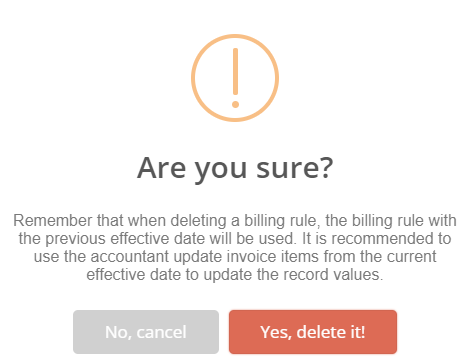 Are you sure?
Remember that when deleting a billing rule, the billing rule with
the previous effective date will be used. It is recommended to
use the accountant update invoice items from the current
effective date to update the record values.
No, cancel
Yes, delete it!